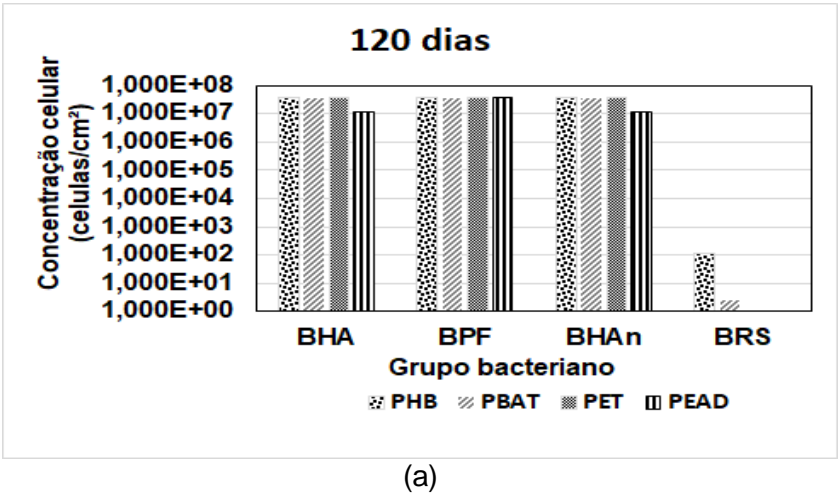 120 dias
Concentração celular
(celulas/cm²)
1,000E+08
1,000E+07
1,000E+06
1,000E+05
1,000E+04
1,000E+03
1,000E+02
1,000E+01
1,000E+00
BHA BPF BHAn BRS
Grupo bacteriano
PHB PBAT PET PEAD
(a)